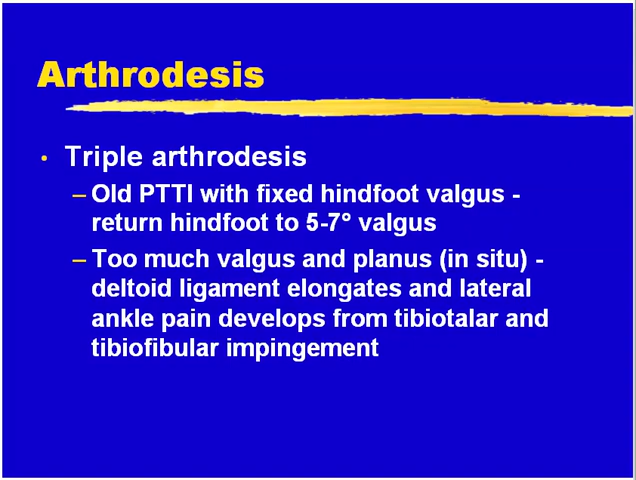 Arthrodesis
• Triple arthrodesis
– Old PTTI with fixed hindfoot valgus -
return hindfoot to 5-7° valgus
– Too much valgus and planus (in situ) -
deltoid ligament elongates and lateral
ankle pain develops from tibiotalar and
tibiofibular impingement